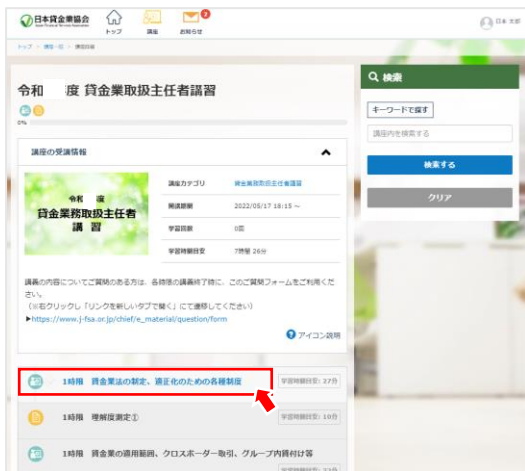 日本貸金業協会
トップ
講座
お知らせ
2
日本 太郎
トップ > 講座一覧 > 講座詳細
令和 度 貸金業取扱主任者講習
0%
講座の受講情報
令和 度
貸金業務取扱主任者
講 習
講座カテゴリ 貸金業務取扱主任者講習
開講期間 2022/05/17 18:15 ~
学習回数 0回
学習時間目安 7時間 26分
講義の内容についてご質問のある方は、各時限の講義終了時に、このご質問フォームをご利用くだ
さい。
(※右クリックし「リンクを新しいタブで開く」にて遷移してください)
▶https://www.j-fsa.or.jp/chief/e_material/question/form
アイコン説明
1時限 貸金業法の制定、適正化のための各種制度 学習時間目安: 27分
1時限 理解度測定① 学習時間目安: 10分
1時限 貸金業の適用範囲、クロスボーダー取引、グループ内貸付け等
検索
キーワードで探す
講座内を検索する
検索する
クリア